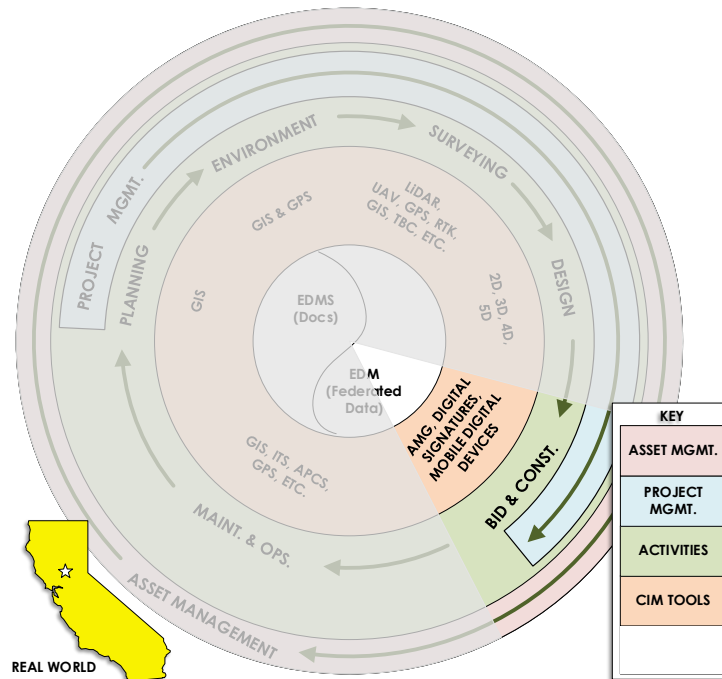 ENVIRONMENT
SURVEYING
PROJECT MGMT.
PLANNING
DESIGN
GIS & GPS
LiDAR,
UAV, GPS, RTK.
GIS, TBC, ETC.
GIS
2D, 3D, 4D,
5D
EDMS
(Docs)
EDM
(Federated
Data)
AMG, DIGITAL
SIGNATURES,
MOBILE DIGITAL
DEVICES
BID & CONST.
GIS, ITS, APCS,
GPS, ETC.
MAINT. & OPS.
ASSET MANAGEMENT
REAL WORLD
KEY
ASSET MGMT.
PROJECT
MGMT.
ACTIVITIES
CIM TOOLS